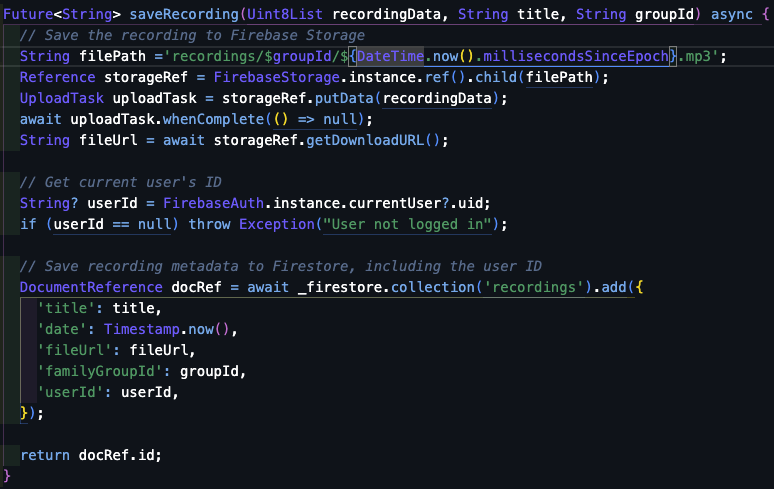 Future<String> saveRecording(Uint8List recordingData, String title, String groupId) async {
// Save the recording to Firebase Storage
String filePath ='recordings/$groupId/${DateTime.now().millisecondsSinceEpoch}.mp3';
Reference storageRef = FirebaseStorage.instance.ref().child(filePath);
UploadTask uploadTask = storageRef.putData(recordingData);
await uploadTask.whenComplete(() => null);
String fileUrl = await storageRef.getDownloadURL();
// Get current user's ID
String? userId = FirebaseAuth.instance.currentUser?.uid;
if (userId == null) throw Exception("User not logged in");
// Save recording metadata to Firestore, including the user ID
DocumentReference docRef = await _firestore.collection('recordings').add({
'title': title,
'date': Timestamp.now(),
'fileUrl': fileUrl,
'familyGroupId': groupId,
'userId': userId,
});
return docRef.id;
}